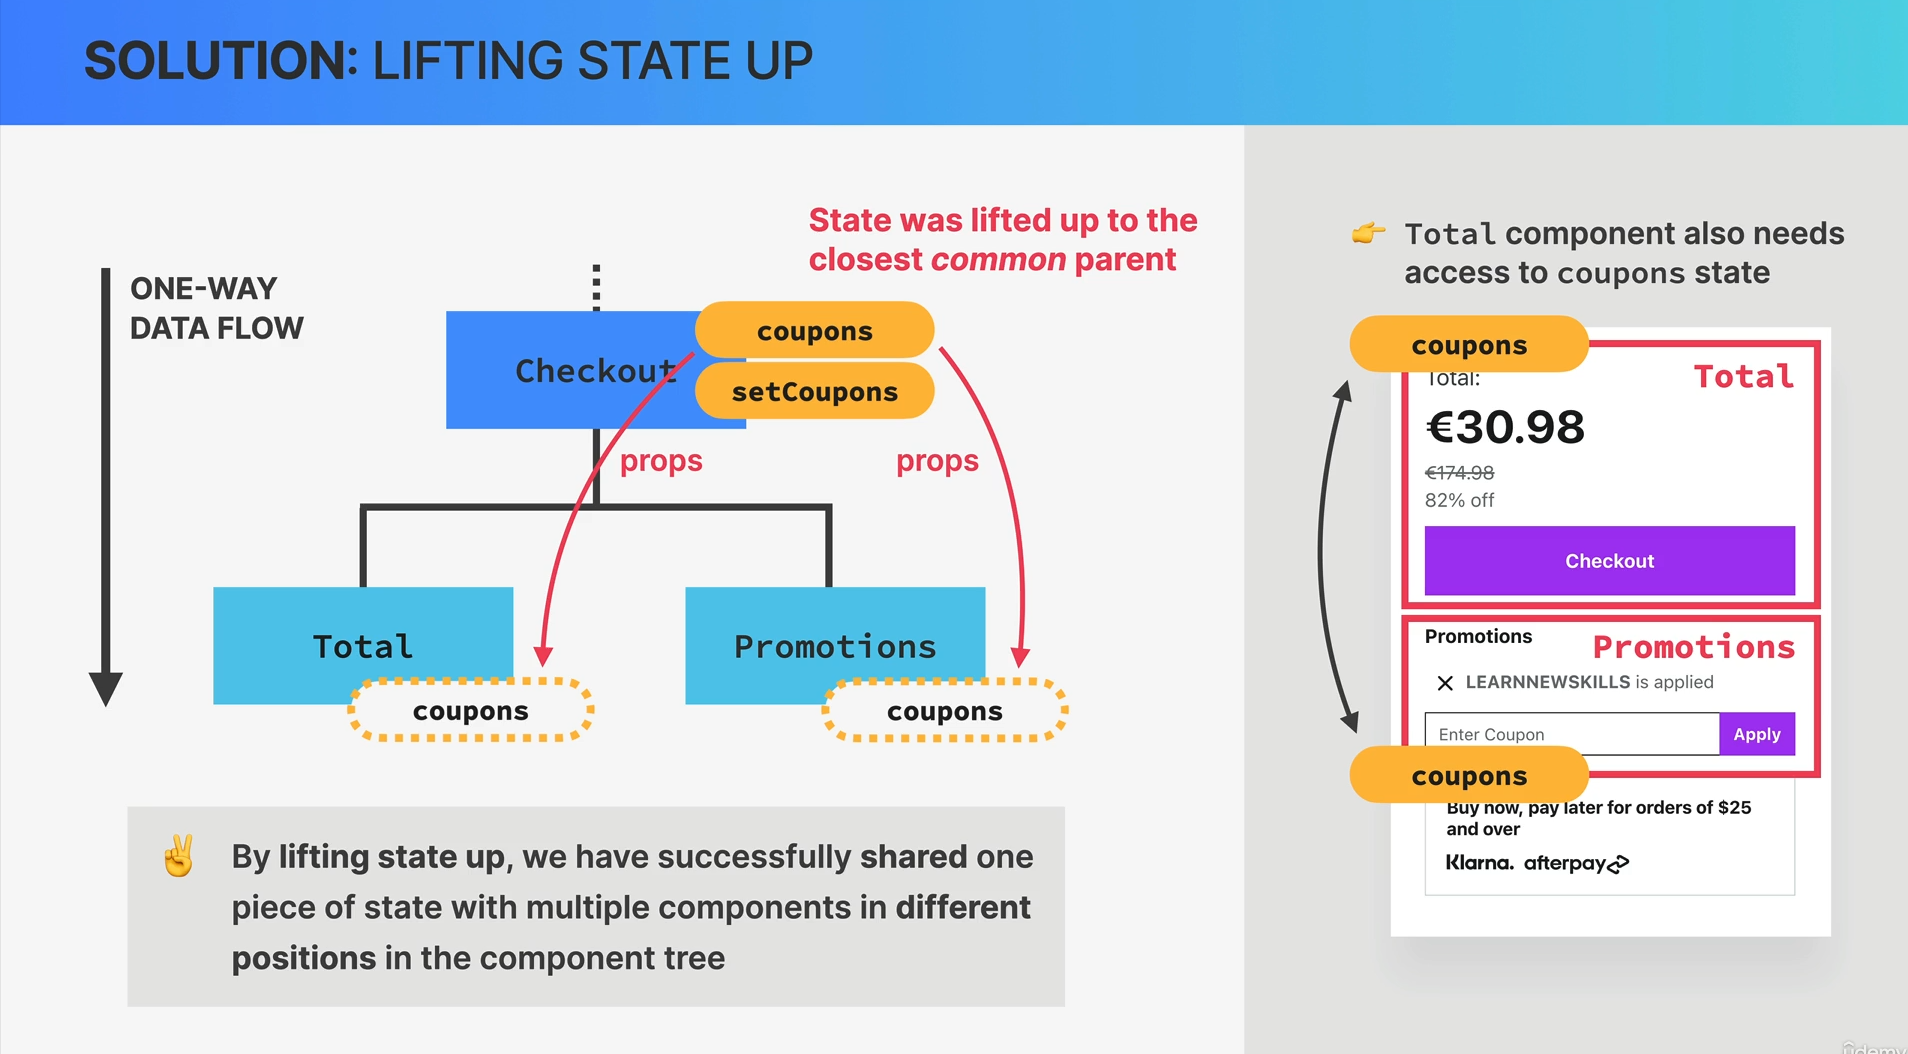 SOLUTION: LIFTING STATE UP
ONE-WAY
DATA FLOW
State was lifted up to the
closest common parent
Checkout
coupons
setCoupons
props
props
Total
coupons
Promotions
coupons
✌️ By lifting state up, we have successfully shared one
piece of state with multiple components in different
positions in the component tree
👉 Total component also needs
access to coupons state
coupons
Total:
Total
€30.98
€174.98
82% off
Checkout
Promotions
Promotions
LEARNNEWSKILLS is applied
Enter Coupon
Apply
coupons
Buy now, pay later for orders of $25
and over
Klarna. afterpay
udemy